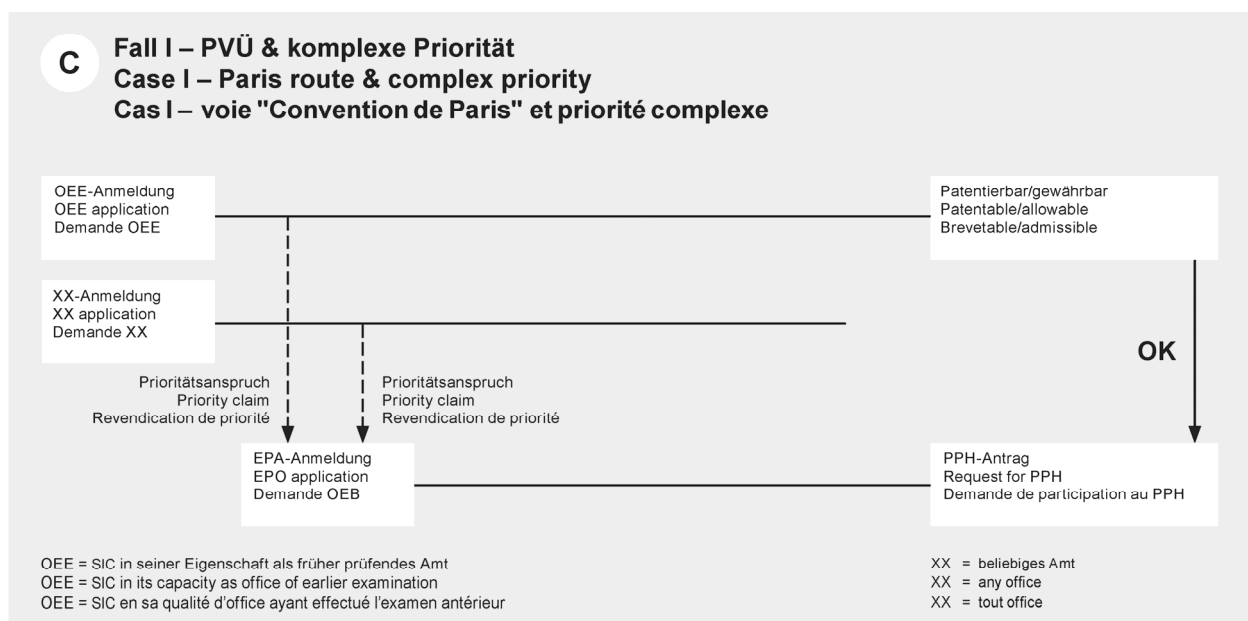 C
Fall I – PVÜ & komplexe Priorität
Case I – Paris route & complex priority
Cas I – voie "Convention de Paris" et priorité complexe
OEE-Anmeldung
OEE application
Demande OEE
Patentierbar/gewährbar
Patentable/allowable
Brevetable/admissible
XX-Anmeldung
XX application
Demande XX
OK
Prioritätsanspruch
Priority claim
Revendication de priorité
Prioritätsanspruch
Priority claim
Revendication de priorité
EPA-Anmeldung
EPO application
Demande OEB
PPH-Antrag
Request for PPH
Demande de participation au PPH
OEE = SIC in seiner Eigenschaft als früher prüfendes Amt
OEE = SIC in its capacity as office of earlier examination
OEE = SIC en sa qualité d'office ayant effectué l'examen antérieur
XX = beliebiges Amt
XX = any office
XX = tout office